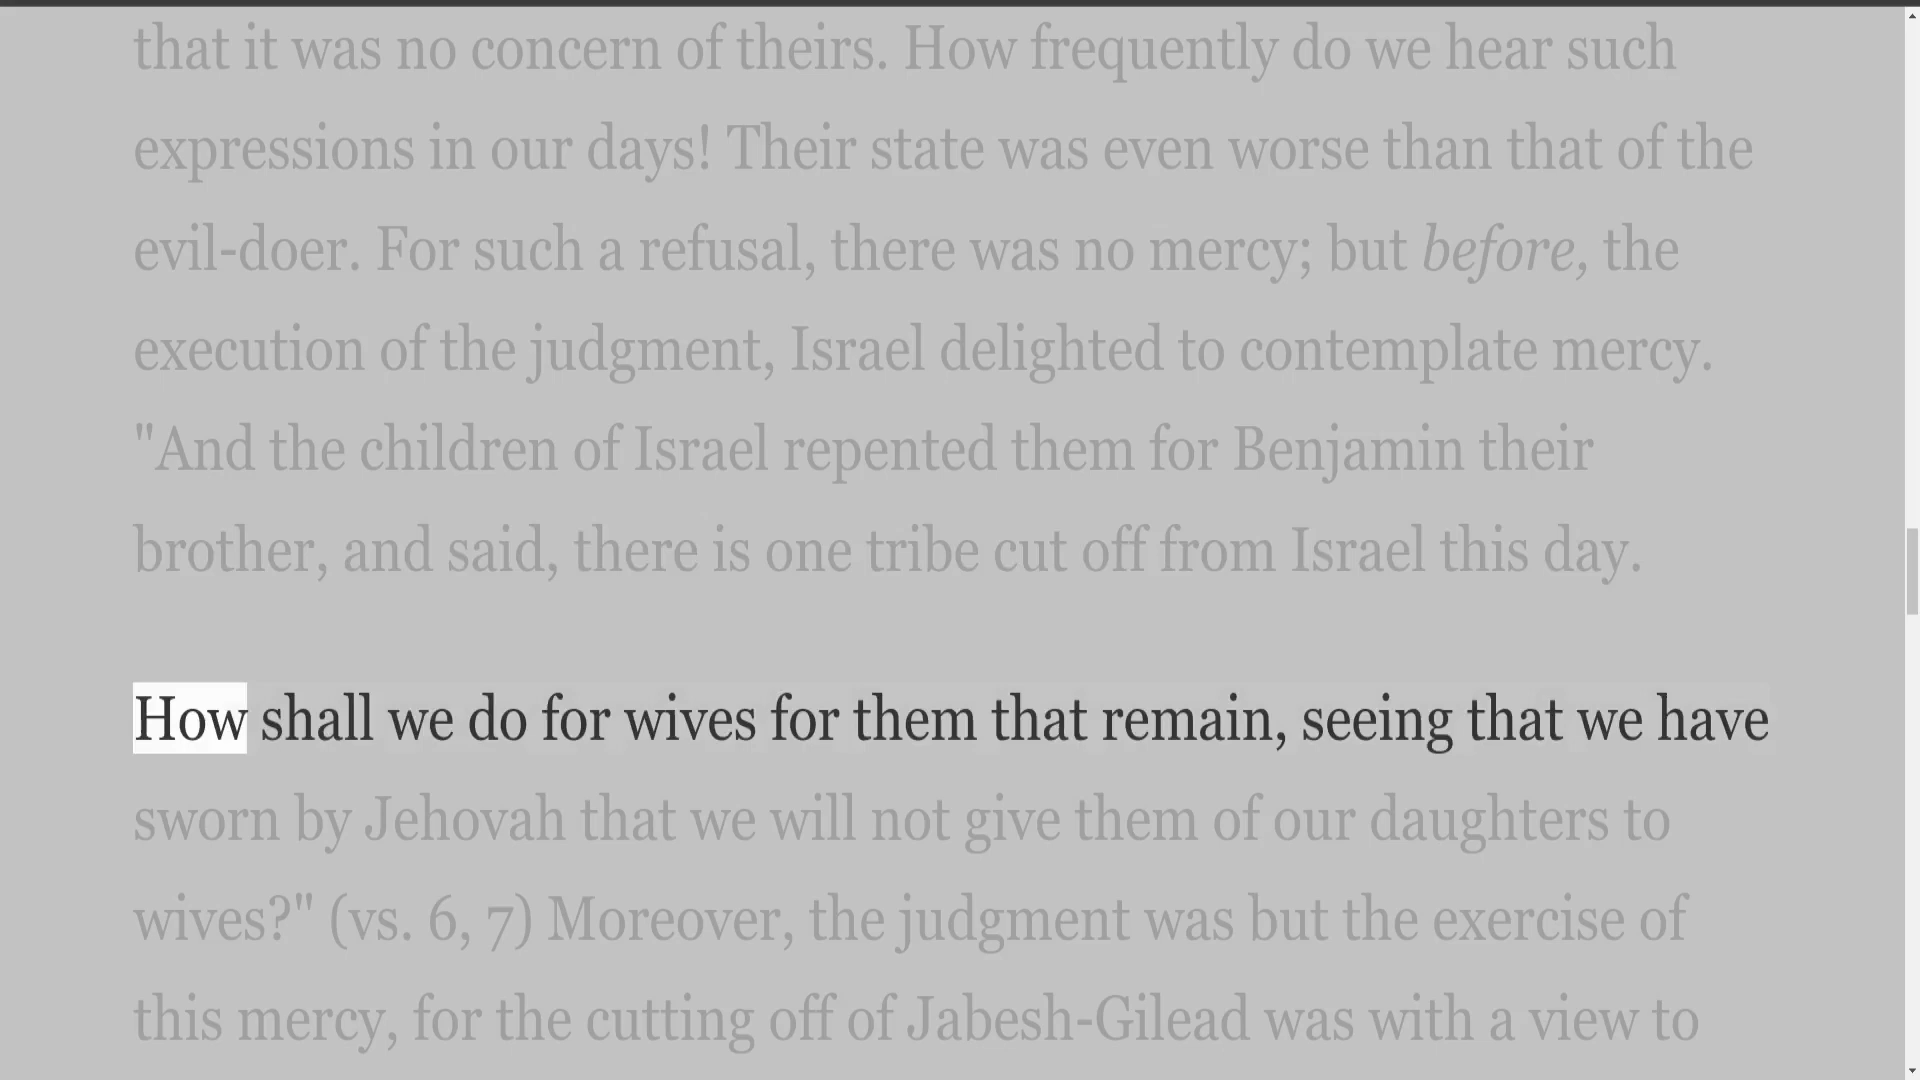 that it was no concern of theirs. How frequently do we hear such
expressions in our days! Their state was even worse than that of the
evil-doer. For such a refusal, there was no mercy; but before, the
execution of the judgment, Israel delighted to contemplate mercy.
"And the children of Israel repented them for Benjamin their
brother, and said, there is one tribe cut off from Israel this day.
How shall we do for wives for them that remain, seeing that we have
sworn by Jehovah that we will not give them of our daughters to
wives?" (vs. 6, 7) Moreover, the judgment was but the exercise of
this mercy, for the cutting off of Jabesh-Gilead was with a view to